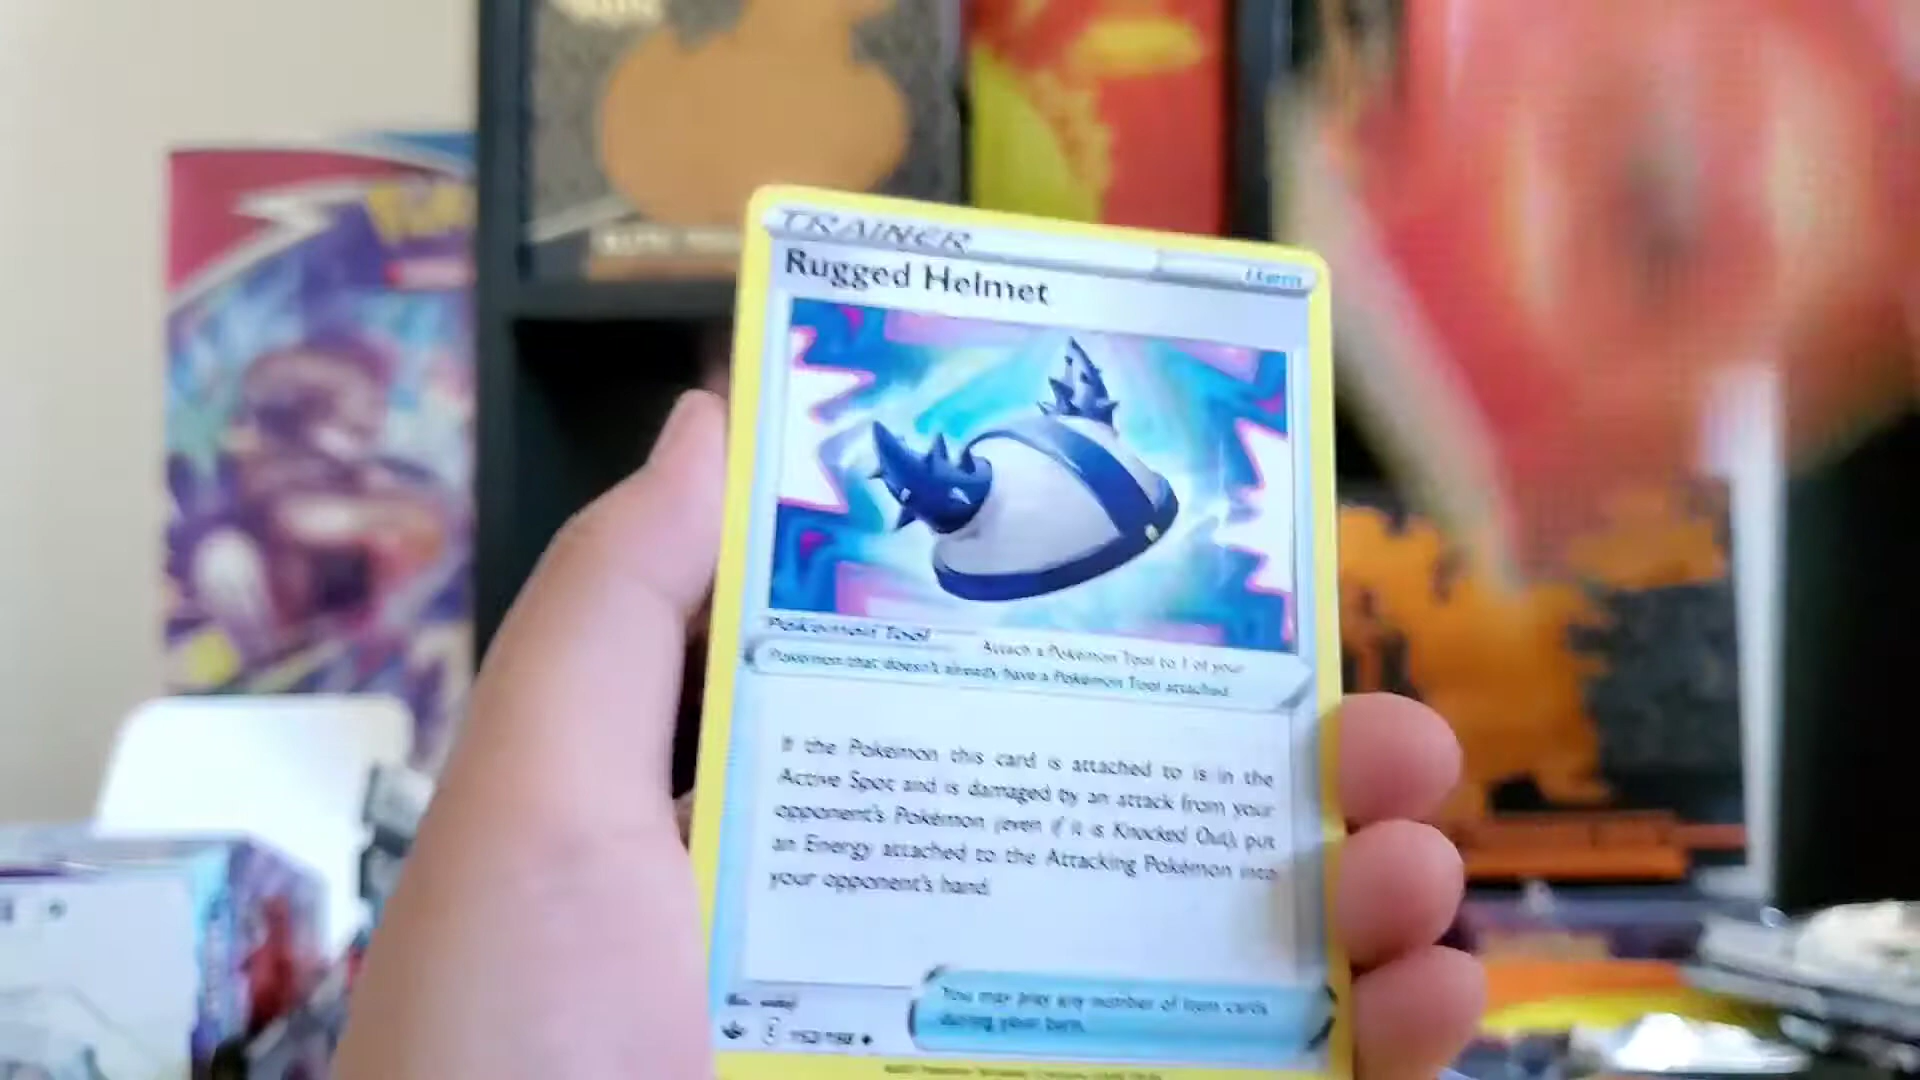 TRAINER
Item
Rugged Helmet
Pokémon Tool
Attach a Pokémon Tool to 1 of your
Pokémon that doesn't already have a Pokémon Tool attached.
If the Pokémon this card is attached to is in the
Active Spot and is damaged by an attack from your
opponent's Pokémon (even if it is Knocked Out), put
an Energy attached to the Attacking Pokémon into
your opponent's hand.
You may play any number of Item cards
during your turn.
152/198